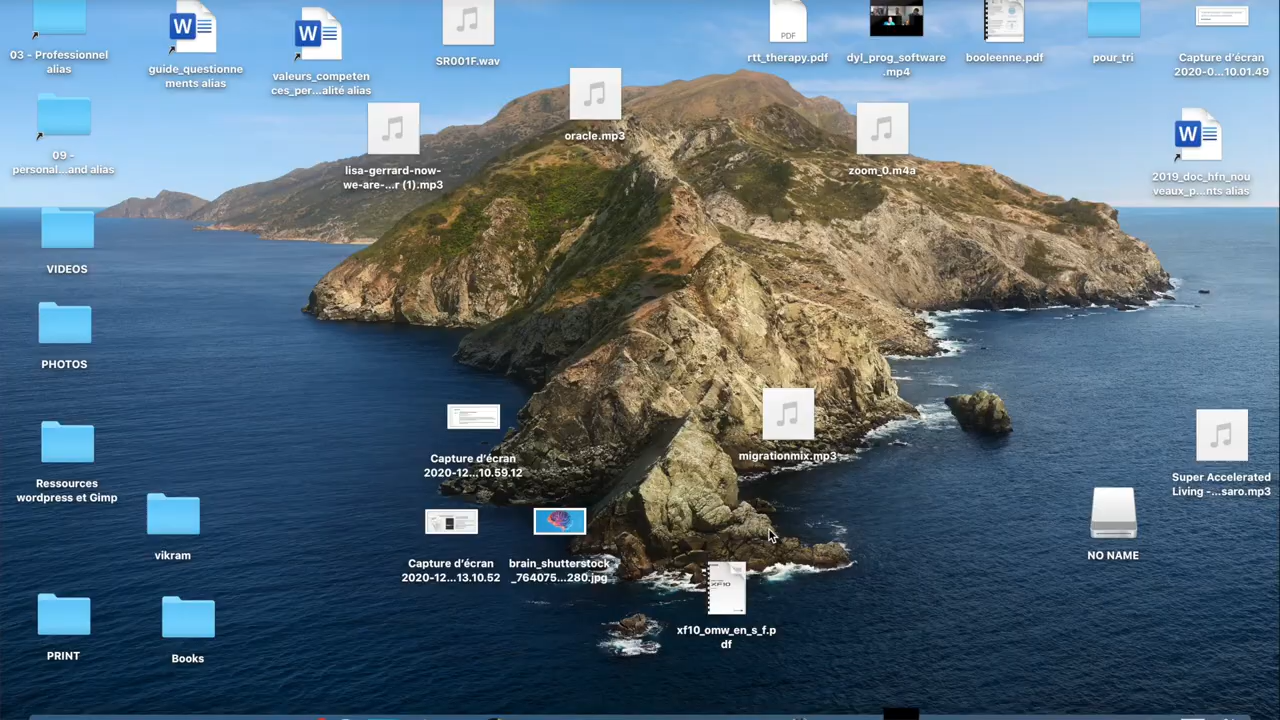 03 - Professionnel
alias
guide_questionne
ments alias
valeurs_competen
ces_per...alité alias
SR001F.wav
rtt_therapy.pdf
PDF
dyl_prog_software
.mp4
booleenne.pdf
pour_tri
Capture d'écran
2020-0...10.01.49
oracle.mp3
09 -
personal...and alias
lisa-gerrard-now-
we-are-...r (1).mp3
zoom_0.m4a
2019_doc_hfn_nou
veaux_p...nts alias
VIDEOS
PHOTOS
Capture d'écran
2020-12...10.59.12
migrationmix.mp3
Ressources
wordpress et Gimp
Super Accelerated
Living -...saro.mp3
vikram
NO NAME
Capture d'écran
2020-12...13.10.52
brain_shutterstock
_764075...280.jpg
XF10
xf10_omw_en_s_f.p
df
PRINT
Books